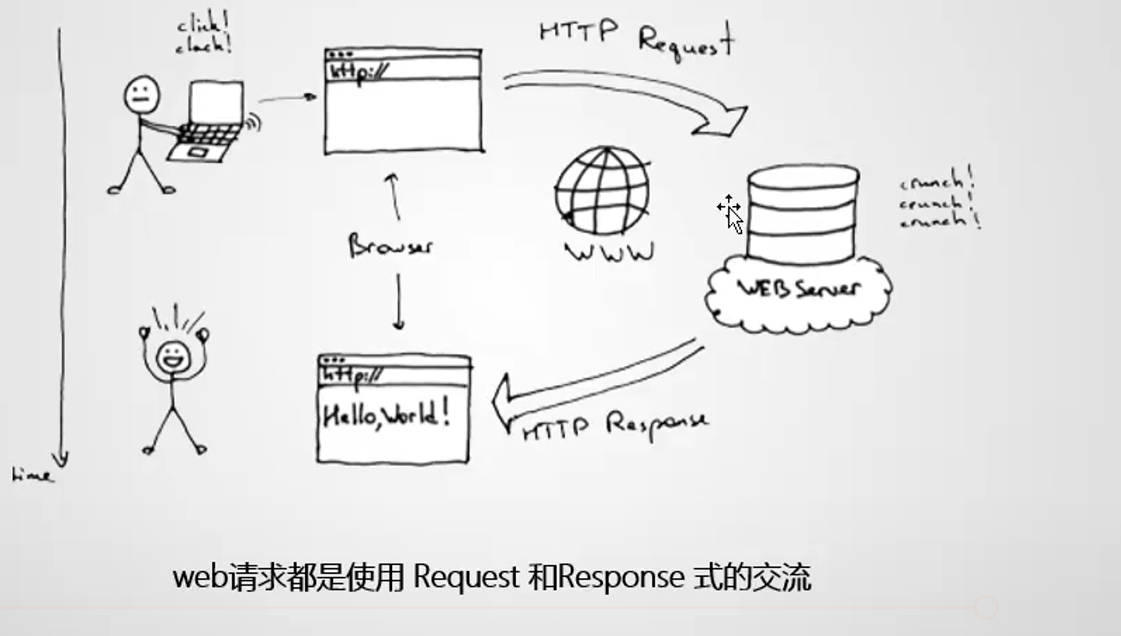 click!
clack!
HTTP Request
http://
crunch!
crunch!
crunch!
Browser
WWW
WEB Server
http://
Hello, World!
HTTP Response
time
web请求都是使用 Request 和Response 式的交流